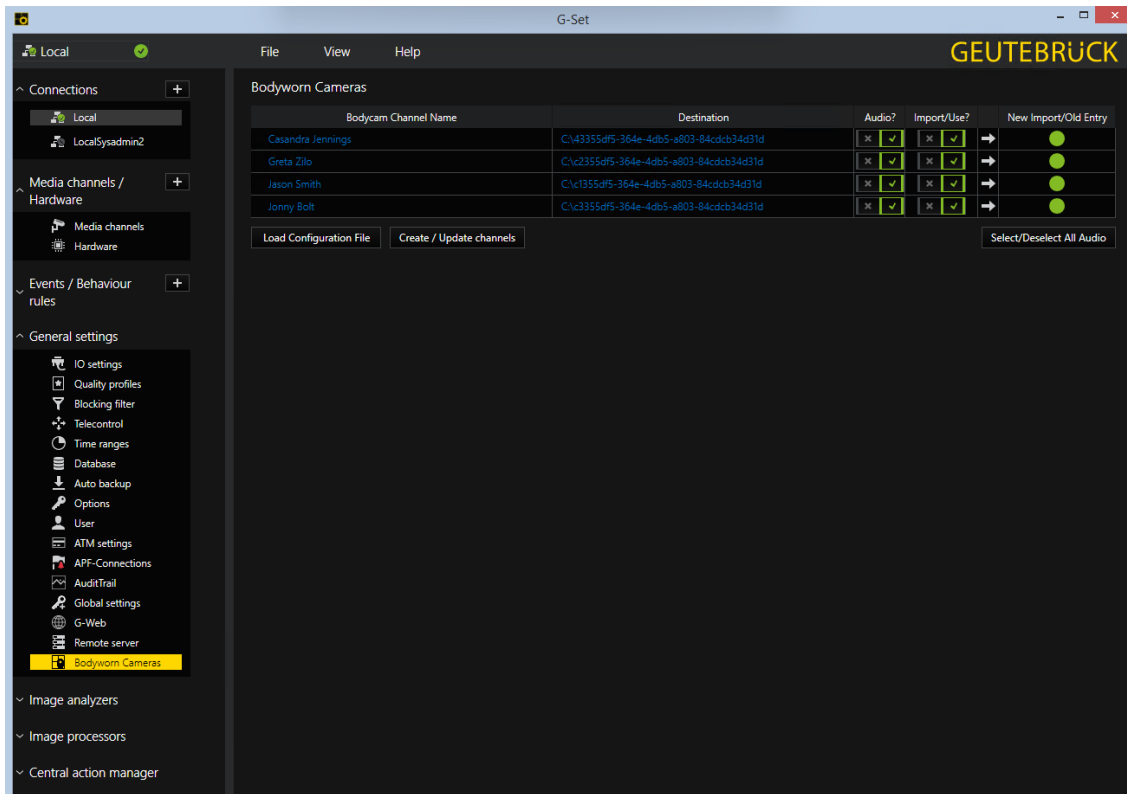 G-Set
Local
File View Help
GEUTEBRÜCK
Connections +
Local
LocalSysadmin2
Media channels / +
Hardware
Media channels
Hardware
Events / Behaviour +
rules
General settings
IO settings
Quality profiles
Blocking filter
Telecontrol
Time ranges
Database
Auto backup
Options
User
ATM settings
APF-Connections
AuditTrail
Global settings
G-Web
Remote server
Bodyworn Cameras
Image analyzers
Image processors
Central action manager
Bodyworn Cameras
Bodycam Channel Name Destination Audio? Import/Use? New Import/Old Entry
Casandra Jennings C:\43355df5-364e-4db5-a803-84cdcb34d31d
Greta Zilo C:\c2355df5-364e-4db5-a803-84cdcb34d31d
Jason Smith C:\c1355df5-364e-4db5-a803-84cdcb34d31d
Jonny Bolt C:\c3355df5-364e-4db5-a803-84cdcb34d31d
Load Configuration File Create / Update channels Select/Deselect All Audio